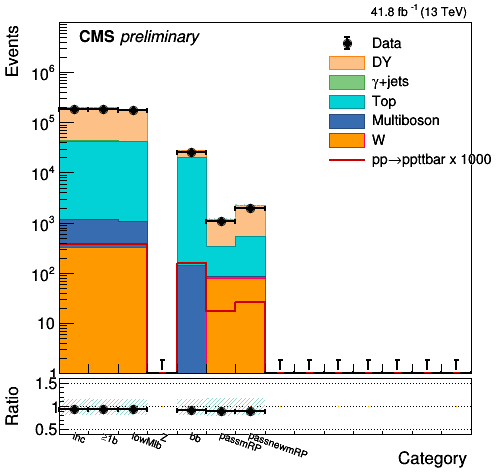 41.8 fb⁻¹ (13 TeV)
CMS preliminary
Events
Data
DY
γ+jets
Top
Multiboson
W
pp→ppttbar x 1000
10⁶
10⁵
10⁴
10³
10²
10
1
Ratio
1.5
1
0.5
inc ≥1b lowMlb Z bb passmRP passnewmRP
Category